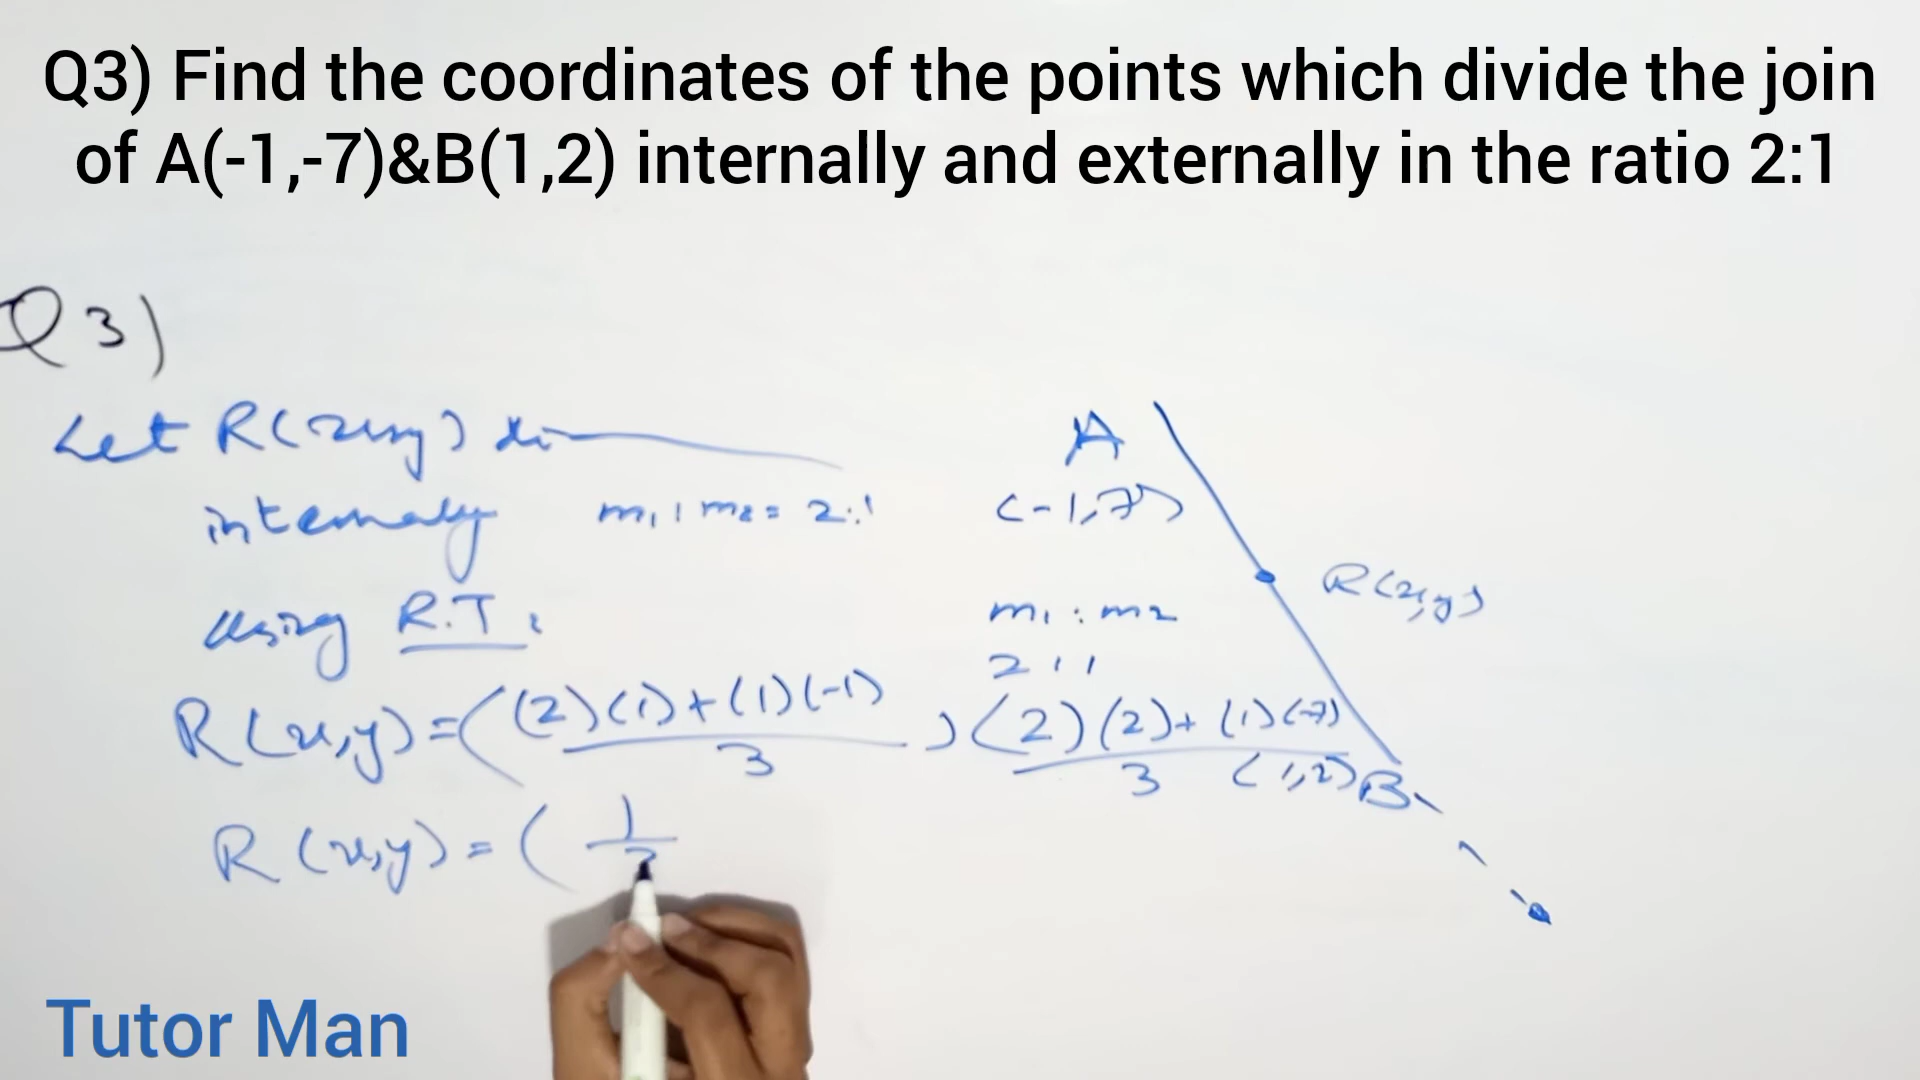 Q3) Find the coordinates of the points which divide the join
of A(-1,-7)&B(1,2) internally and externally in the ratio 2:1
Q3)
Let R(x,y) di
internaly m₁:m₂ = 2:1
using R.T:
R(x,y)=((2)(1)+(1)(-1)/3 , (2)(2)+(1)(-7)/3
R(x,y)=(1/3
A
(-1,7)
R(x,y)
m₁:m₂
2:1
(1,2) B
Tutor Man